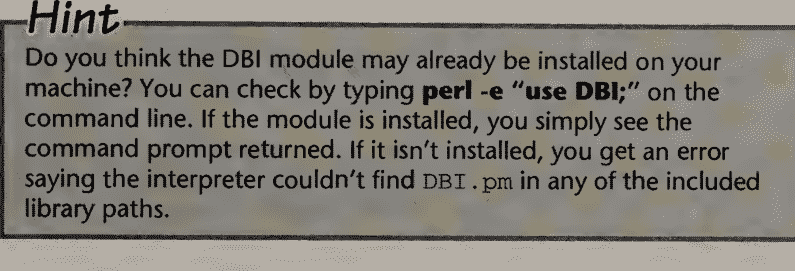 Hint
Do you think the DBI module may already be installed on your
machine? You can check by typing perl -e “use DBI;” on the
command line. If the module is installed, you simply see the
command prompt returned. If it isn’t installed, you get an error
saying the interpreter couldn’t find DBI.pm in any of the included
library paths.